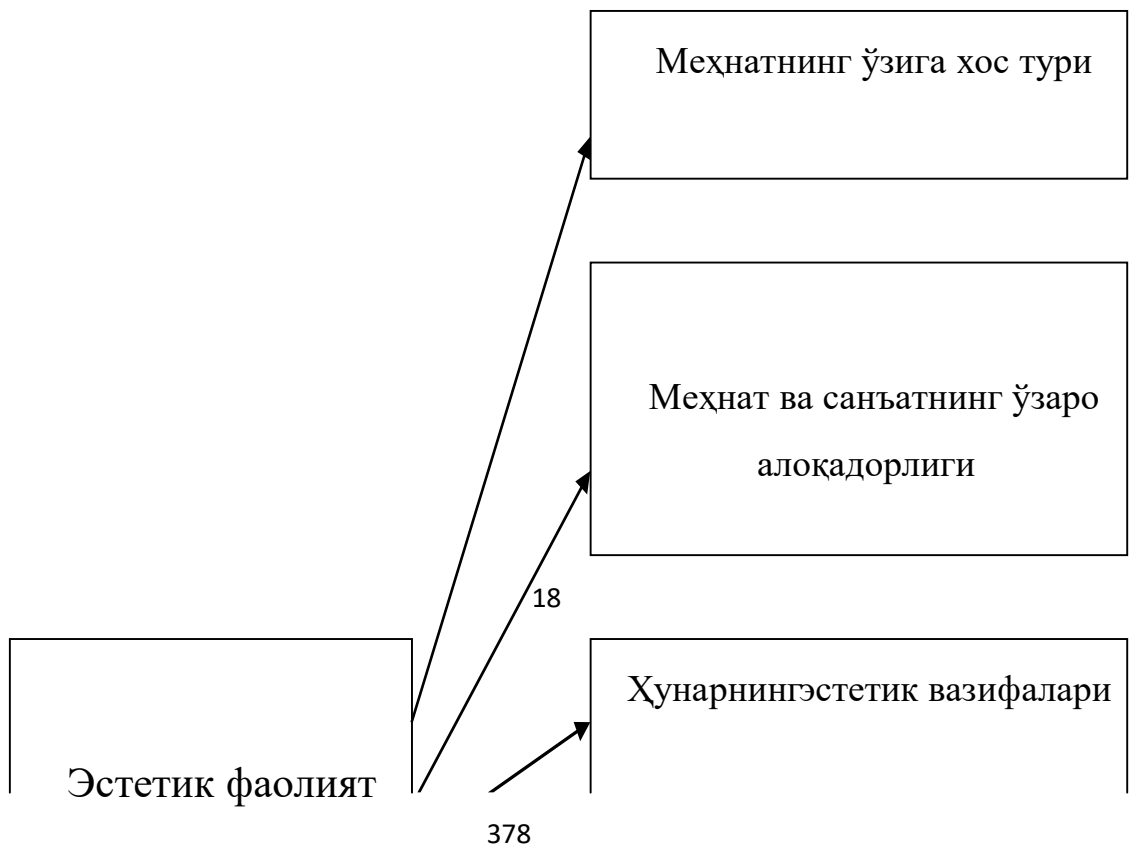 Меҳнатнинг ўзига хос тури
Меҳнат ва санъатнинг ўзаро
алоқадорлиги
18
Ҳунарнингэстетик вазифалари
Эстетик фаолият
378